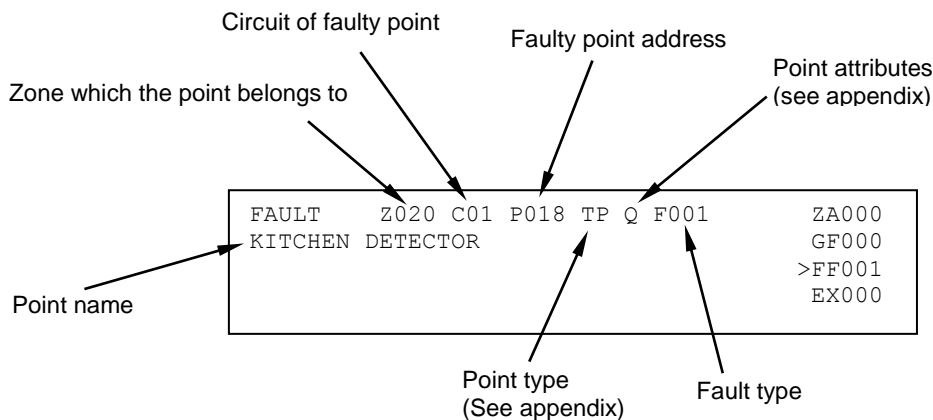 Circuit of faulty point
Faulty point address
Point attributes
(see appendix)
Zone which the point belongs to
FAULT Z020 C01 P018 TP Q F001 ZA000
KITCHEN DETECTOR GF000
>FF001
EX000
Point name
Point type
(See appendix)
Fault type